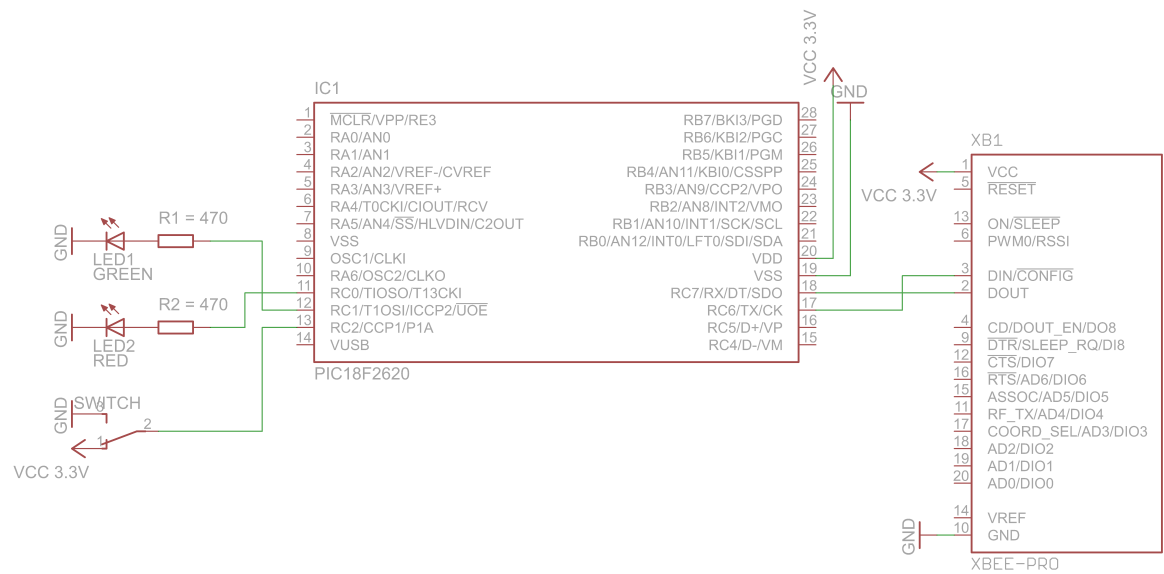 VCC 3.3V
IC1
GND
1 MCLR/VPP/RE3
2 RA0/AN0
3 RA1/AN1
4 RA2/AN2/VREF-/CVREF
5 RA3/AN3/VREF+
6 RA4/T0CKI/CIOUT/RCV
7 RA5/AN4/SS/HLVDIN/C2OUT
8 VSS
9 OSC1/CLKI
10 RA6/OSC2/CLKO
11 RC0/TIOSO/T13CKI
12 RC1/T1OSI/ICCP2/UOE
13 RC2/CCP1/P1A
14 VUSB
RB7/BKI3/PGD 28
RB6/KBI2/PGC 27
RB5/KBI1/PGM 26
RB4/AN11/KBI0/CSSPP 25
RB3/AN9/CCP2/VPO 24
RB2/AN8/INT2/VMO 23
RB1/AN10/INT1/SCK/SCL 22
RB0/AN12/INT0/LFT0/SDI/SDA 21
VDD 20
VSS 19
RC7/RX/DT/SDO 18
RC6/TX/CK 17
RC5/D+/VP 16
RC4/D-/VM 15
PIC18F2620
GND
R1 = 470
LED1
GREEN
GND
R2 = 470
LED2
RED
GND
SWITCH
3
2
1
VCC 3.3V
XB1
VCC 3.3V
1 VCC
5 RESET
13 ON/SLEEP
6 PWM0/RSSI
3 DIN/CONFIG
2 DOUT
4 CD/DOUT_EN/DO8
9 DTR/SLEEP_RQ/DI8
12 CTS/DIO7
16 RTS/AD6/DIO6
15 ASSOC/AD5/DIO5
11 RF_TX/AD4/DIO4
17 COORD_SEL/AD3/DIO3
18 AD2/DIO2
19 AD1/DIO1
20 AD0/DIO0
14 VREF
10 GND
GND
XBEE-PRO